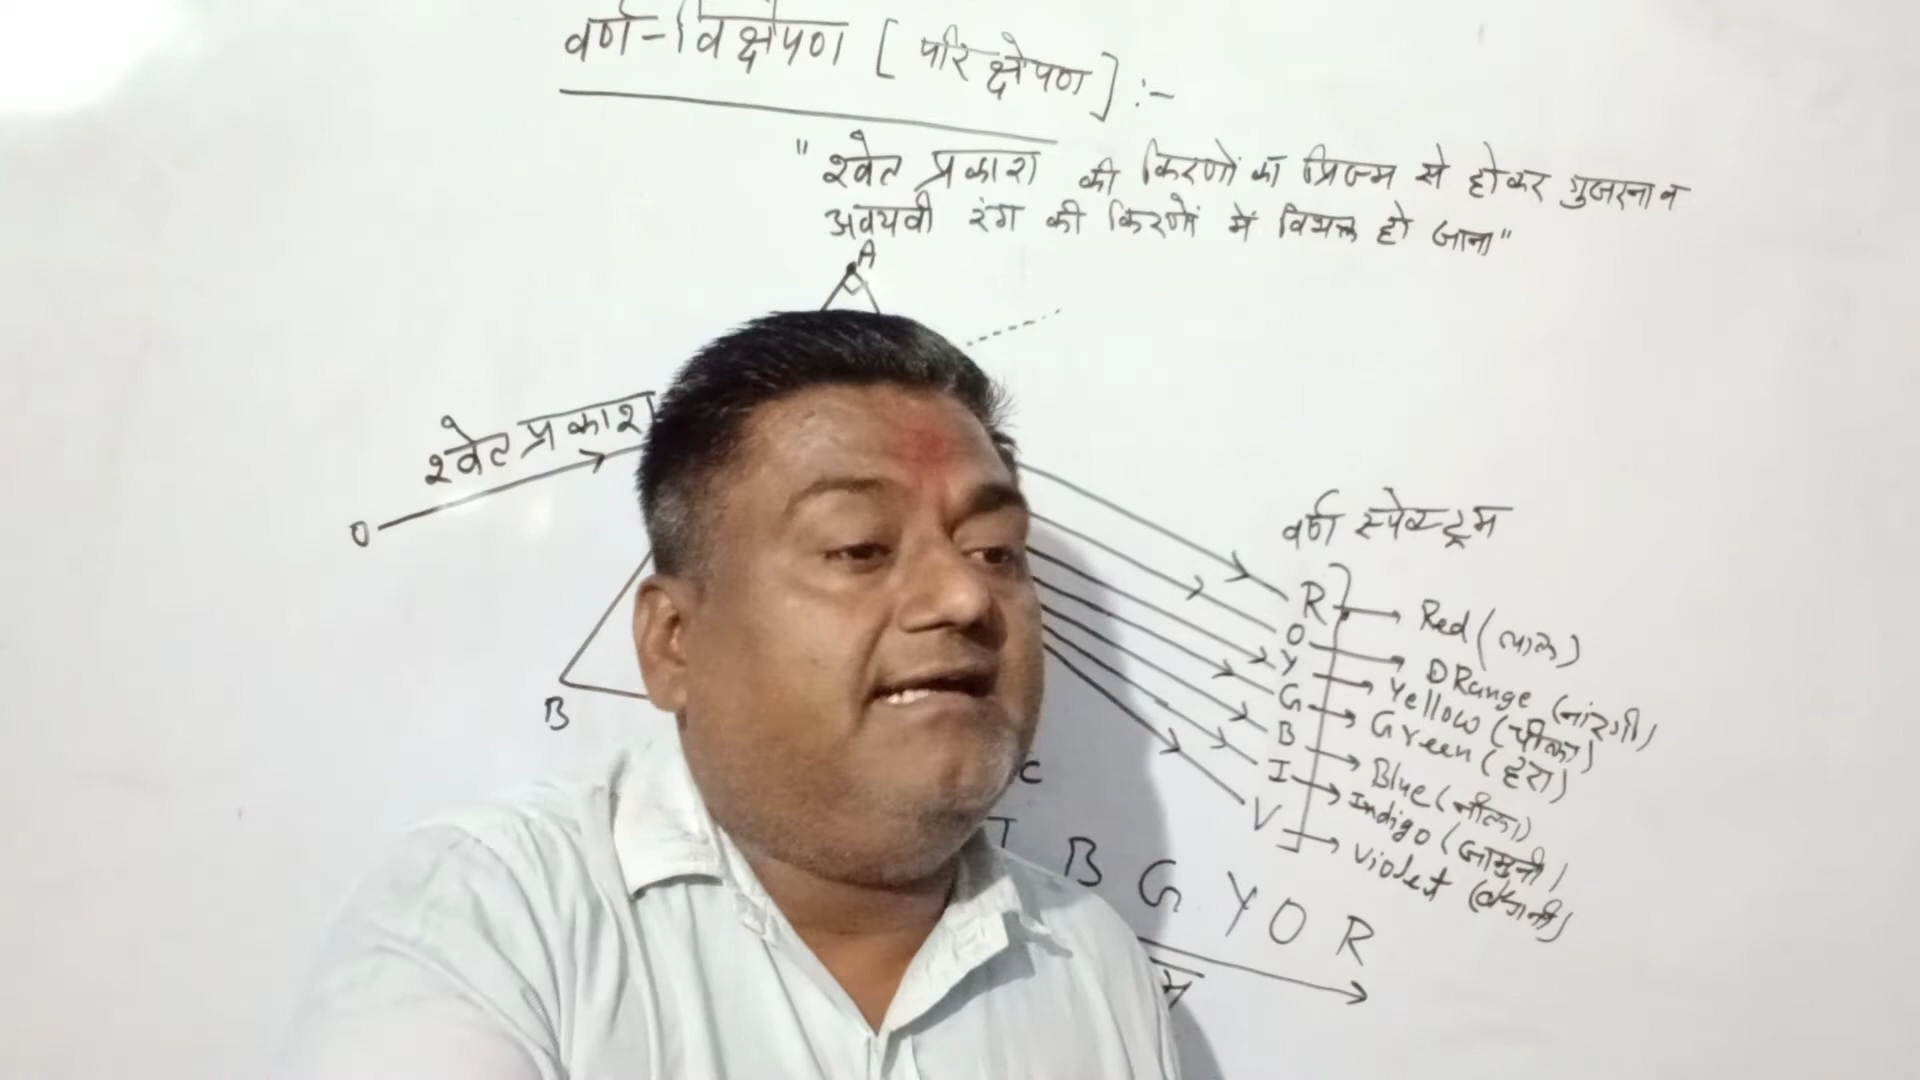 वर्ण-विक्षेपण [परिक्षेपण] :-
"श्वेत प्रकाश की किरणों का प्रिज्म से होकर गुजरना व
अवयवी रंग की किरणों में विभक्त हो जाना"
A
श्वेत प्रकाश
O
B
C
वर्ण स्पेक्ट्रम
R Red (लाल)
O ORange (नांरगी)
Y Yellow (पीला)
G Green (हरा)
B Blue (नीला)
I Indigo (जामुनी)
V Violet (बैंगनी)
B G Y O R